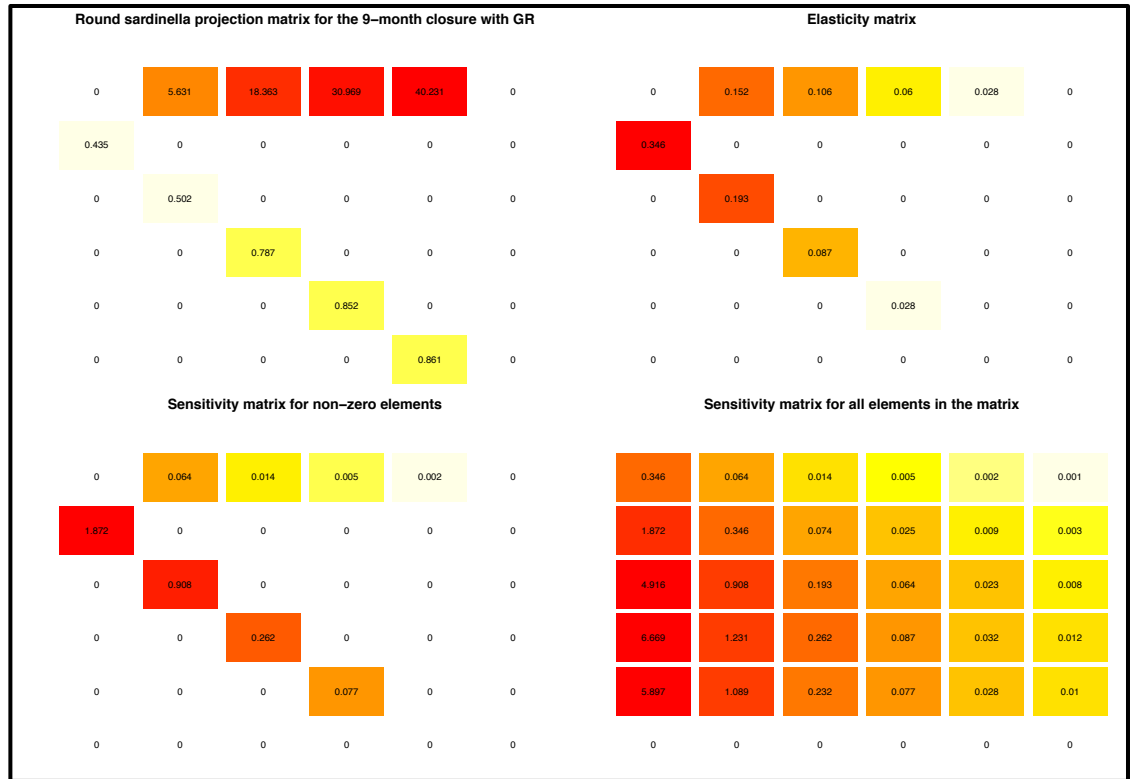 Round sardinella projection matrix for the 9−month closure with GR
0 5.631 18.363 30.969 40.231 0
0.435 0 0 0 0 0
0 0.502 0 0 0 0
0 0 0.787 0 0 0
0 0 0 0.852 0 0
0 0 0 0 0.861 0
Elasticity matrix
0 0.152 0.106 0.06 0.028 0
0.346 0 0 0 0 0
0 0.193 0 0 0 0
0 0 0.087 0 0 0
0 0 0 0.028 0 0
0 0 0 0 0 0
Sensitivity matrix for non−zero elements
0 0.064 0.014 0.005 0.002 0
1.872 0 0 0 0 0
0 0.908 0 0 0 0
0 0 0.262 0 0 0
0 0 0 0.077 0 0
0 0 0 0 0 0
Sensitivity matrix for all elements in the matrix
0.346 0.064 0.014 0.005 0.002 0.001
1.872 0.346 0.074 0.025 0.009 0.003
4.916 0.908 0.193 0.064 0.023 0.008
6.669 1.231 0.262 0.087 0.032 0.012
5.897 1.089 0.232 0.077 0.028 0.01
0 0 0 0 0 0